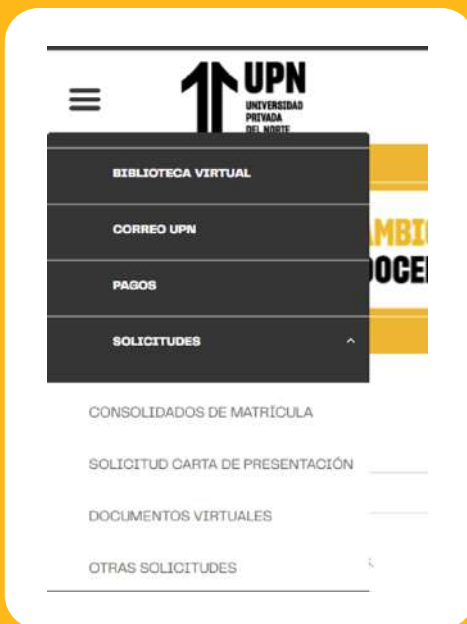 UPN
UNIVERSIDAD
PRIVADA
DEL NORTE
BIBLIOTECA VIRTUAL
CORREO UPN
PAGOS
SOLICITUDES
CONSOLIDADOS DE MATRÍCULA
SOLICITUD CARTA DE PRESENTACIÓN
DOCUMENTOS VIRTUALES
OTRAS SOLICITUDES